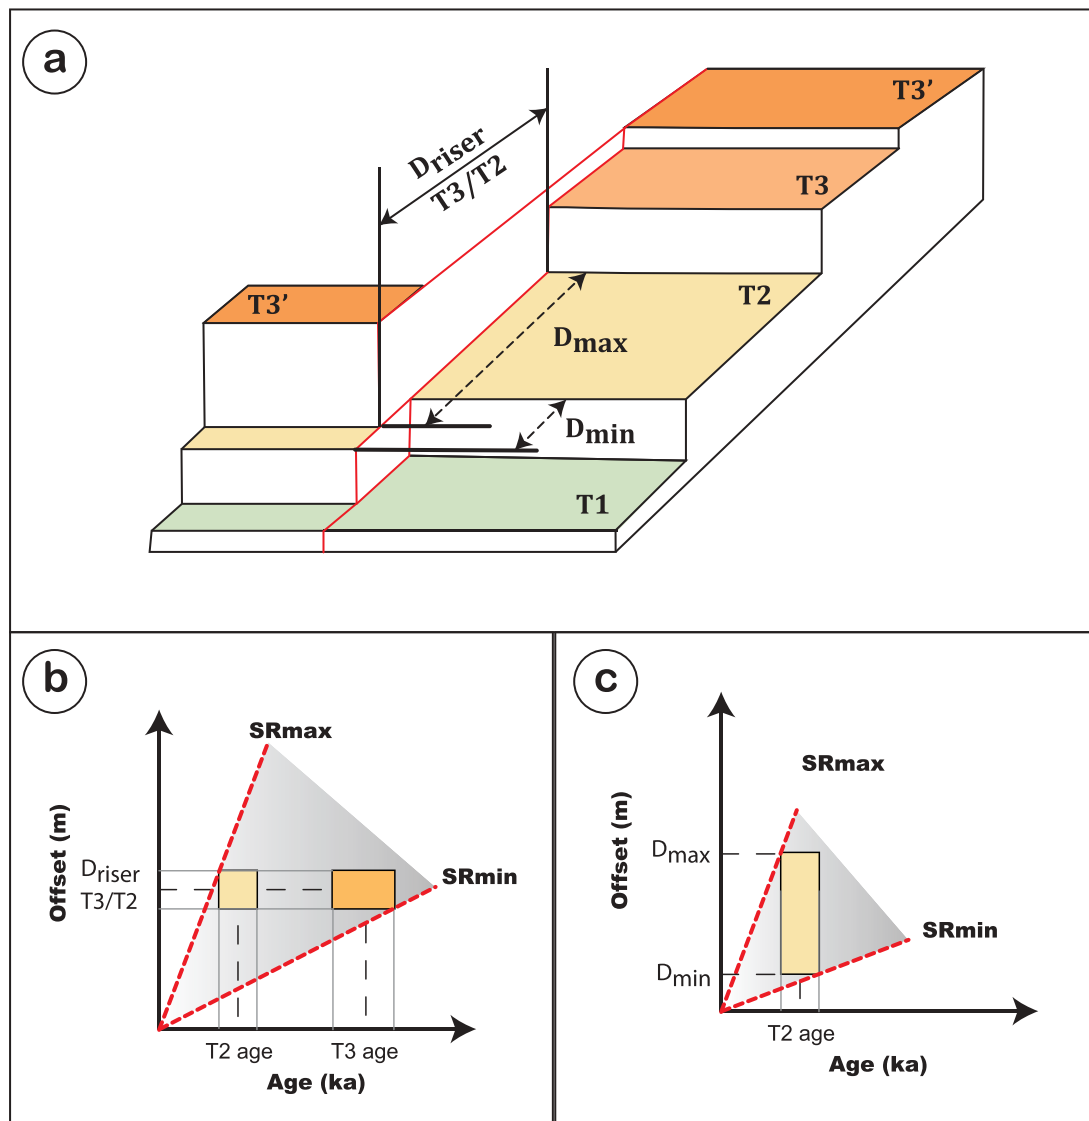 a
T3’
Driser
T3/T2
T3
T2
T3’
Dmax
Dmin
T1
b
SRmax
Offset (m)
Driser
T3/T2
SRmin
T2 age
T3 age
Age (ka)
c
SRmax
Offset (m)
Dmax
SRmin
Dmin
T2 age
Age (ka)